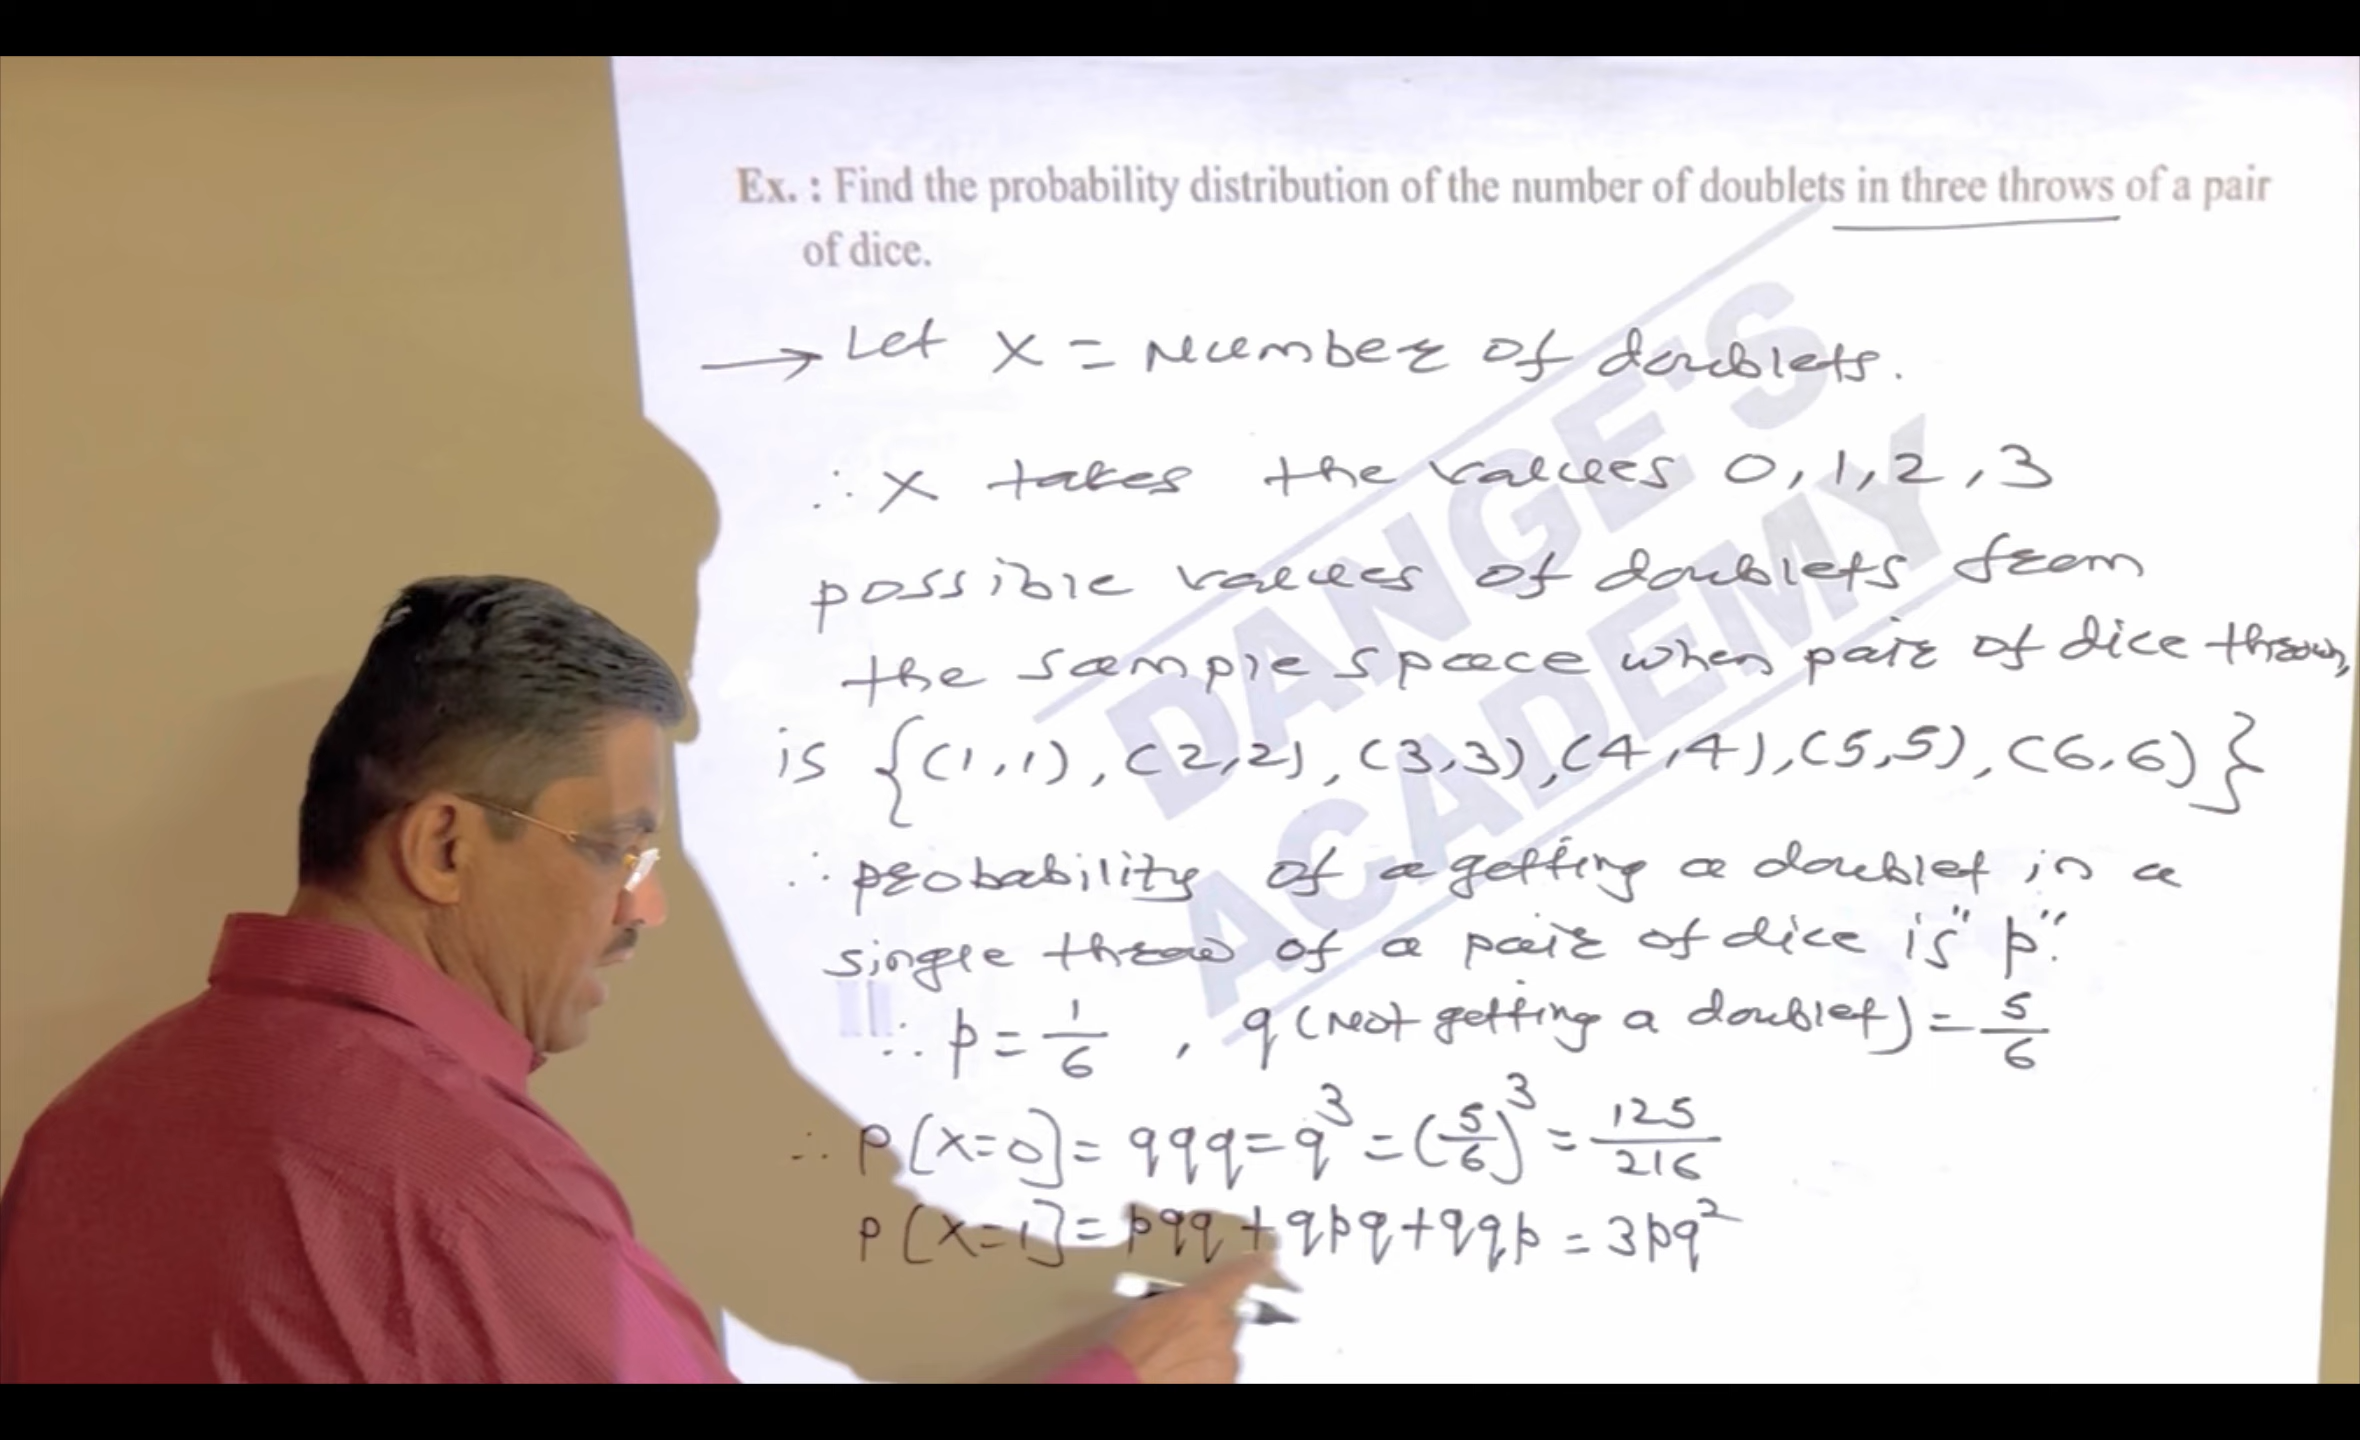 Ex. : Find the probability distribution of the number of doublets in three throws of a pair
of dice.
→ Let X = Number of doublets.
∴ X takes the values 0, 1, 2, 3
possible values of doublets from
the sample space when pair of dice thrown,
is {(1,1), (2,2), (3,3), (4,4), (5,5), (6,6)}
∴ probability of a getting a doublet in a
single throw of a pair of dice is "p".
∴ p = 1/6 , q (Not getting a doublet) = 5/6
∴ P[X=0] = qqq = q³ = (5/6)³ = 125/216
P[X=1] = pqq + qpq + qqp = 3pq²
DANGE'S
ACADEMY